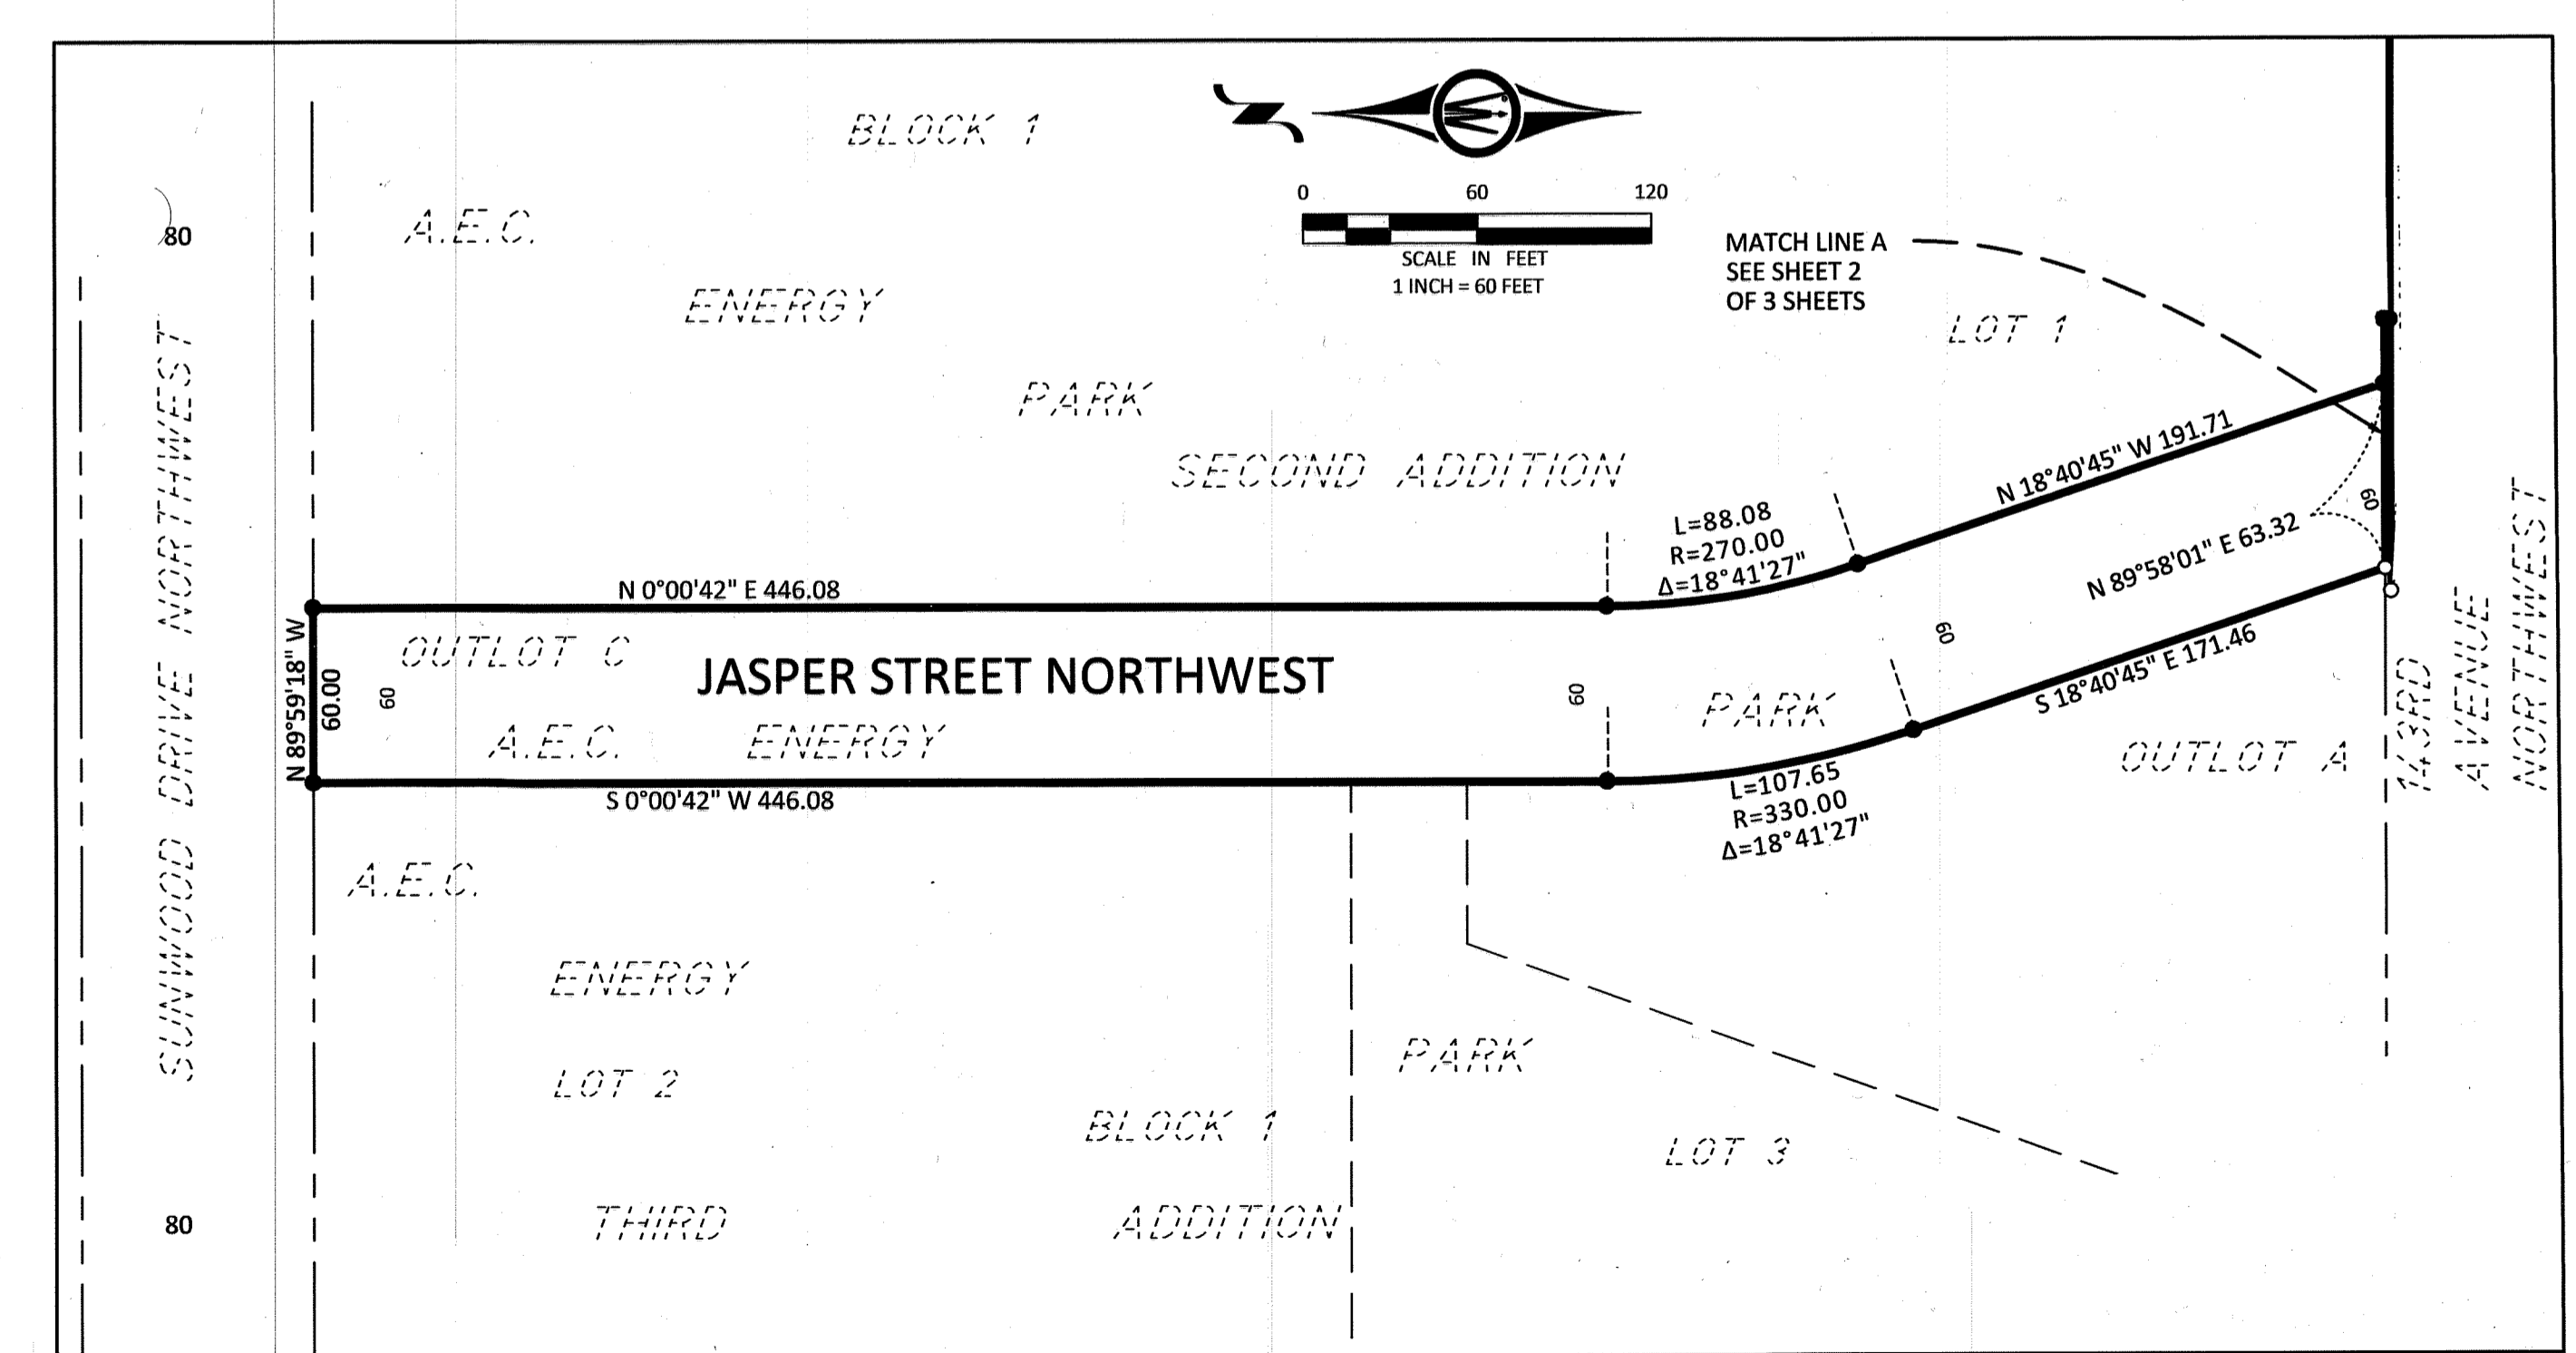 BLOCK 1
0 60 120
SCALE IN FEET
1 INCH = 60 FEET
N
80
A.E.C.
ENERGY
PARK
SECOND ADDITION
MATCH LINE A
SEE SHEET 2
OF 3 SHEETS
LOT 1
SUNWOOD DRIVE NORTHWEST
N 0°00'42" E 446.08
L=88.08
R=270.00
Δ=18°41'27"
N 18°40'45" W 191.71
60
N 89°58'01" E 63.32
N 89°59'18" W
60.00
60
OUTLOT C
JASPER STREET NORTHWEST
A.E.C. ENERGY
60
PARK
60
S 18°40'45" E 171.46
OUTLOT A
143RD
AVENUE
NORTHWEST
S 0°00'42" W 446.08
L=107.65
R=330.00
Δ=18°41'27"
A.E.C.
ENERGY
PARK
LOT 2
BLOCK 1
LOT 3
80
THIRD
ADDITION